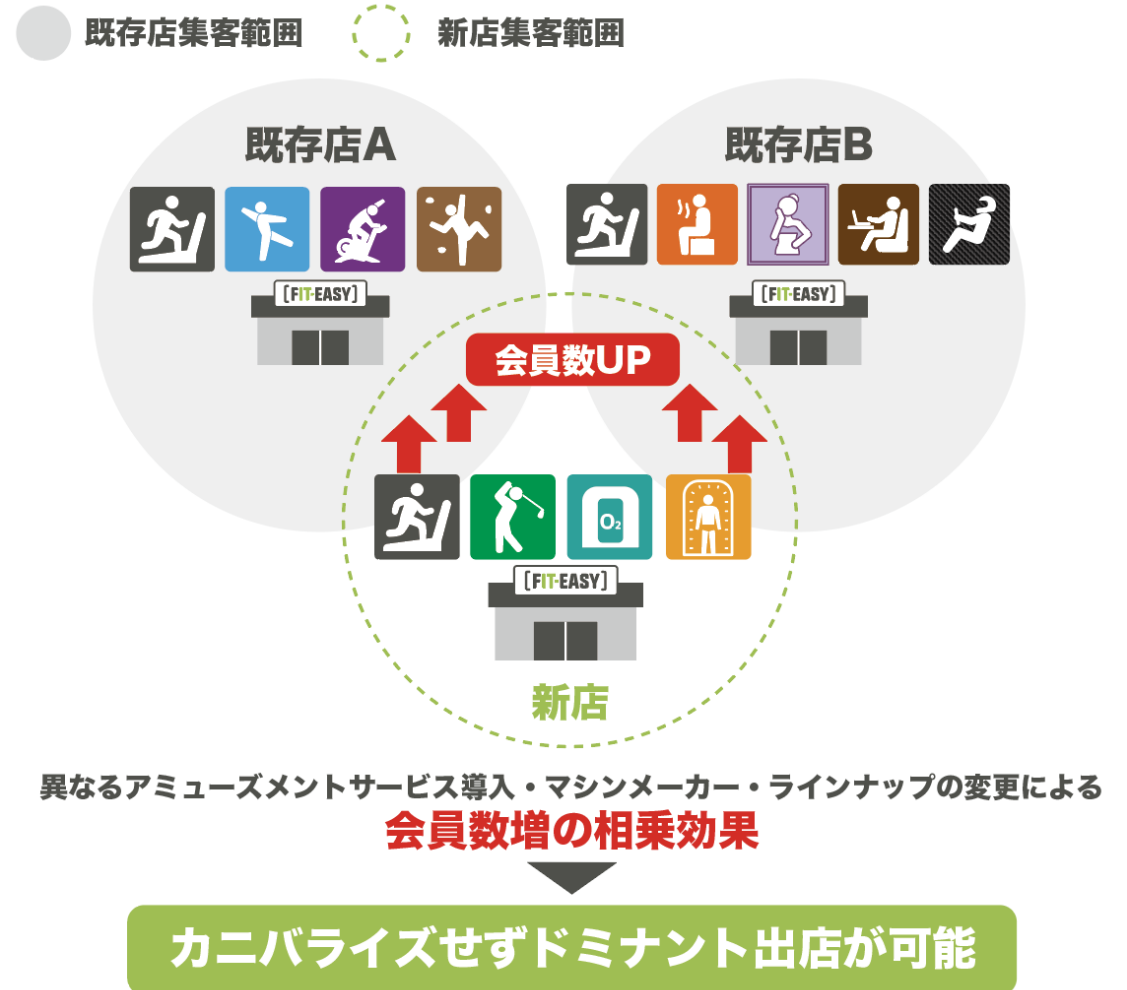 既存店集客範囲
新店集客範囲
既存店A
既存店B
[FIT-EASY]
[FIT-EASY]
会員数UP
O₂
[FIT-EASY]
新店
異なるアミューズメントサービス導入・マシンメーカー・ラインナップの変更による
会員数増の相乗効果
カニバライズせずドミナント出店が可能